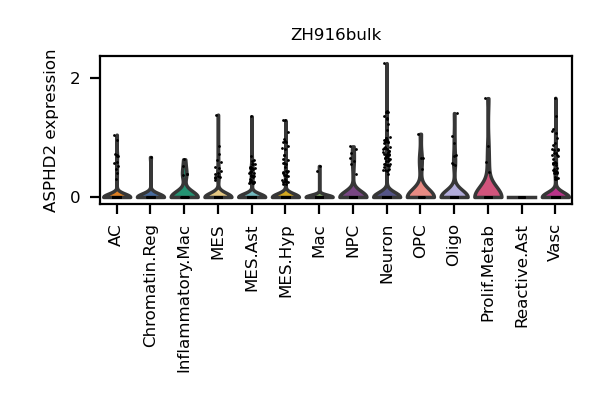 ZH916bulk
ASPHD2 expression
2
0
AC
Chromatin.Reg
Inflammatory.Mac
MES
MES.Ast
MES.Hyp
Mac
NPC
Neuron
OPC
Oligo
Prolif.Metab
Reactive.Ast
Vasc